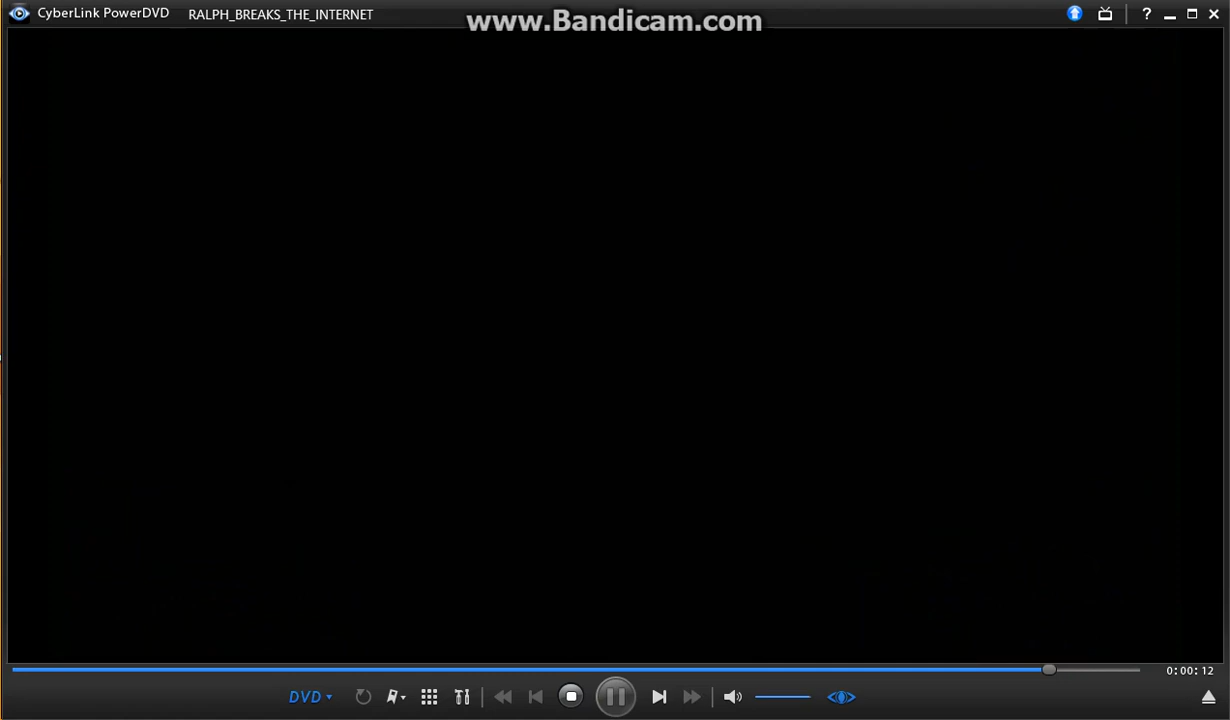 CyberLink PowerDVD RALPH_BREAKS_THE_INTERNET www.Bandicam.com ?
0:00:12
DVD